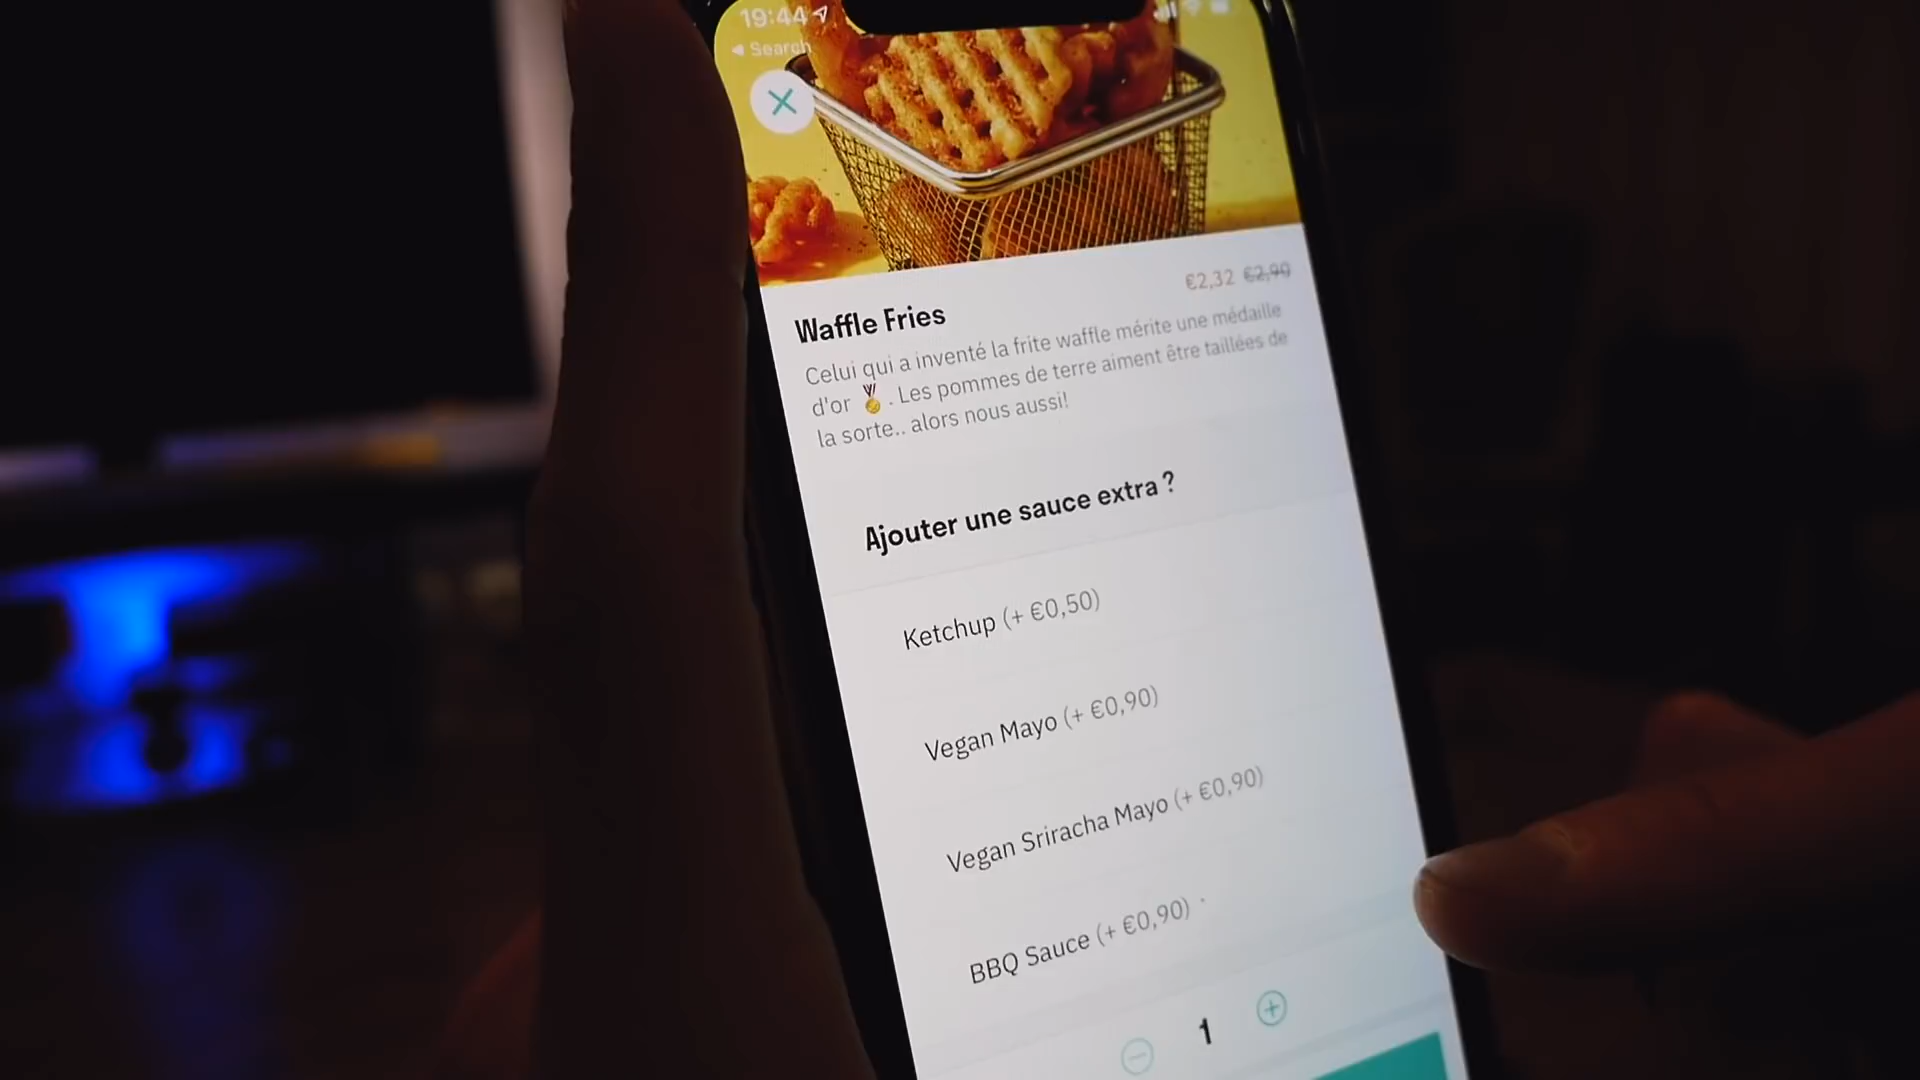 19:44
Search
€2,32 €2,99
Waffle Fries
Celui qui a inventé la frite waffle mérite une médaille
d'or 🏅. Les pommes de terre aiment être taillées de
la sorte.. alors nous aussi!
Ajouter une sauce extra ?
Ketchup (+ €0,50)
Vegan Mayo (+ €0,90)
Vegan Sriracha Mayo (+ €0,90)
BBQ Sauce (+ €0,90)
1